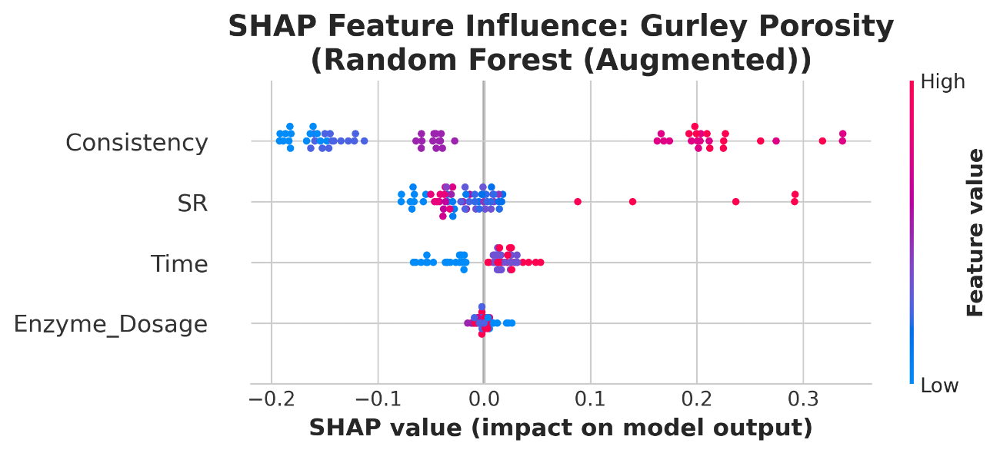 SHAP Feature Influence: Gurley Porosity
(Random Forest (Augmented))
High
Consistency
SR
Time
Enzyme_Dosage
Feature value
Low
−0.2 −0.1 0.0 0.1 0.2 0.3
SHAP value (impact on model output)